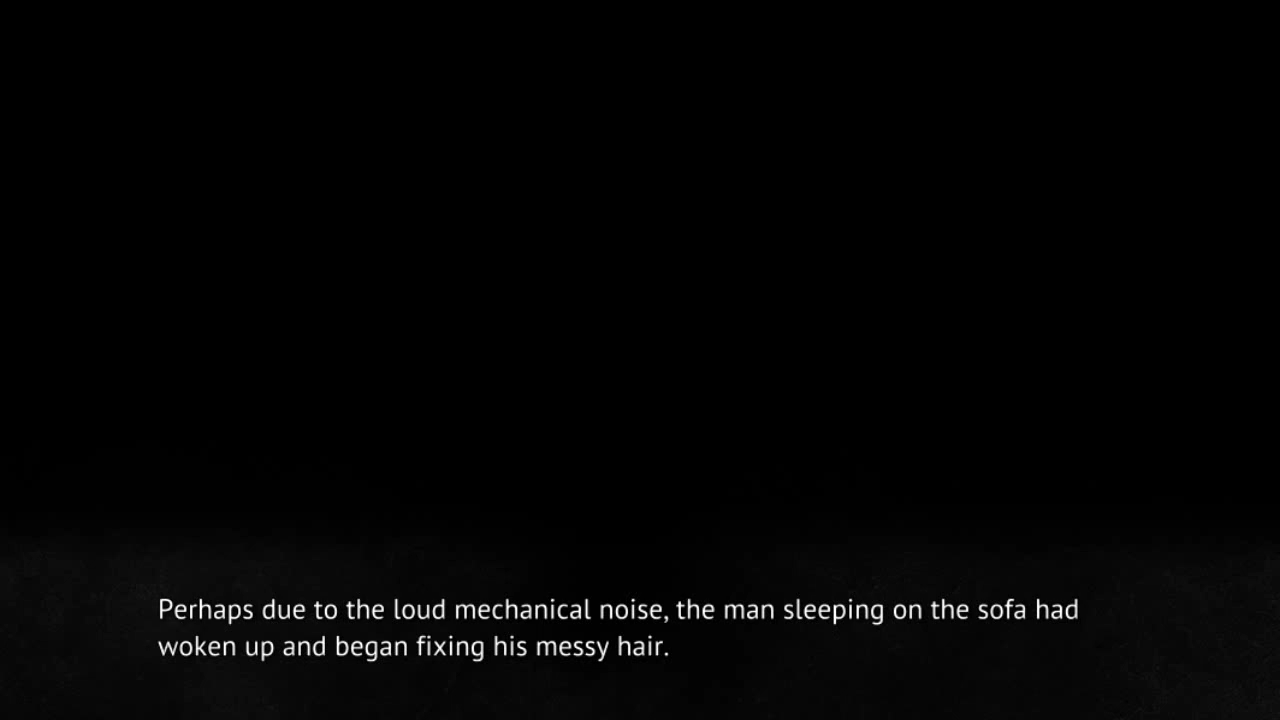 Perhaps due to the loud mechanical noise, the man sleeping on the sofa had
woken up and began fixing his messy hair.